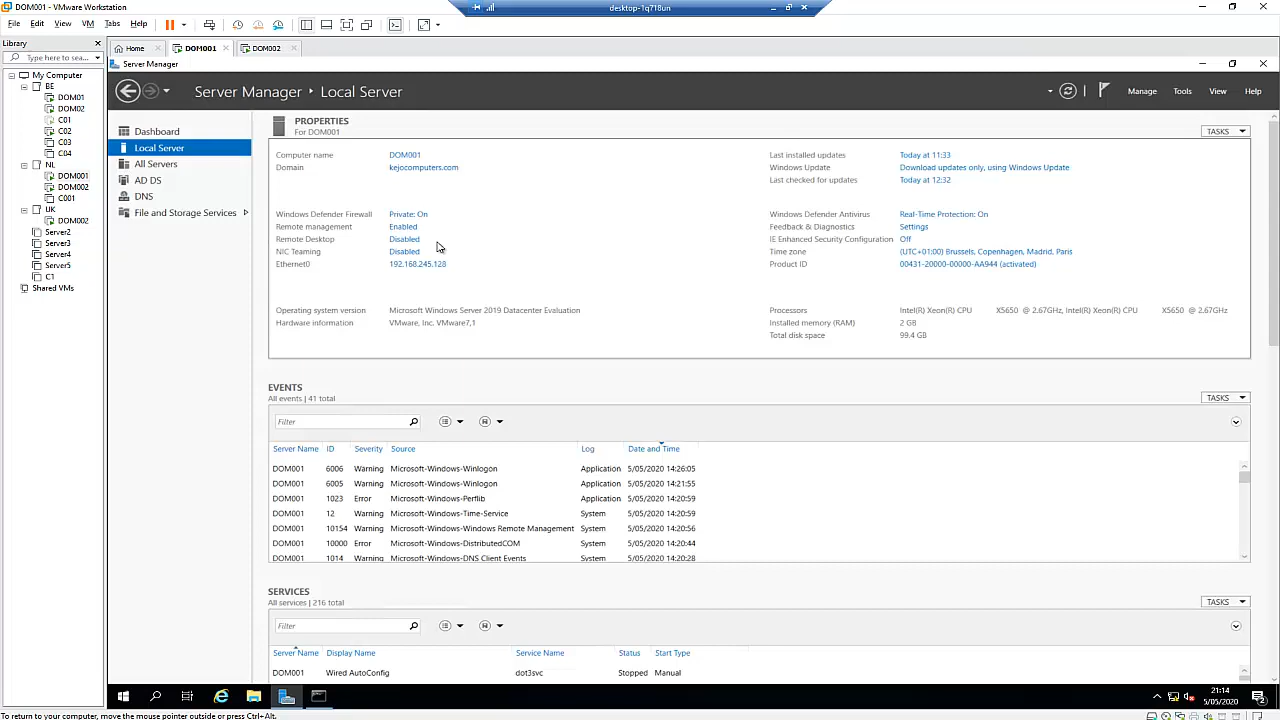 DOM001 - VMware Workstation
desktop-1q718un
File Edit View VM Tabs Help
Library
Type here to sea...
My Computer
BE
DOM01
DOM02
C01
C02
C03
C04
NL
DOM001
DOM002
C001
UK
DOM002
Server2
Server3
Server4
Server5
C1
Shared VMs
Home
DOM001
DOM002
Server Manager
Server Manager • Local Server
Manage Tools View Help
Dashboard
Local Server
All Servers
AD DS
DNS
File and Storage Services
PROPERTIES
For DOM001
TASKS
Computer name DOM001
Domain kejocomputers.com
Last installed updates Today at 11:33
Windows Update Download updates only, using Windows Update
Last checked for updates Today at 12:32
Windows Defender Firewall Private: On
Remote management Enabled
Remote Desktop Disabled
NIC Teaming Disabled
Ethernet0 192.168.245.128
Windows Defender Antivirus Real-Time Protection: On
Feedback & Diagnostics Settings
IE Enhanced Security Configuration Off
Time zone (UTC+01:00) Brussels, Copenhagen, Madrid, Paris
Product ID 00431-20000-00000-AA944 (activated)
Operating system version Microsoft Windows Server 2019 Datacenter Evaluation
Hardware information VMware, Inc. VMware7,1
Processors Intel(R) Xeon(R) CPU X5650 @ 2.67GHz, Intel(R) Xeon(R) CPU X5650 @ 2.67GHz
Installed memory (RAM) 2 GB
Total disk space 99.4 GB
EVENTS
All events | 41 total
TASKS
Filter
Server Name ID Severity Source Log Date and Time
DOM001 6006 Warning Microsoft-Windows-Winlogon Application 5/05/2020 14:26:05
DOM001 6005 Warning Microsoft-Windows-Winlogon Application 5/05/2020 14:21:55
DOM001 1023 Error Microsoft-Windows-Perflib Application 5/05/2020 14:20:59
DOM001 12 Warning Microsoft-Windows-Time-Service System 5/05/2020 14:20:59
DOM001 10154 Warning Microsoft-Windows-Windows Remote Management System 5/05/2020 14:20:56
DOM001 10000 Error Microsoft-Windows-DistributedCOM System 5/05/2020 14:20:44
DOM001 1014 Warning Microsoft-Windows-DNS Client Events System 5/05/2020 14:20:28
SERVICES
All services | 216 total
TASKS
Filter
Server Name Display Name Service Name Status Start Type
DOM001 Wired AutoConfig dot3svc Stopped Manual
21:14
5/05/2020
To return to your computer, move the mouse pointer outside or press Ctrl+Alt.